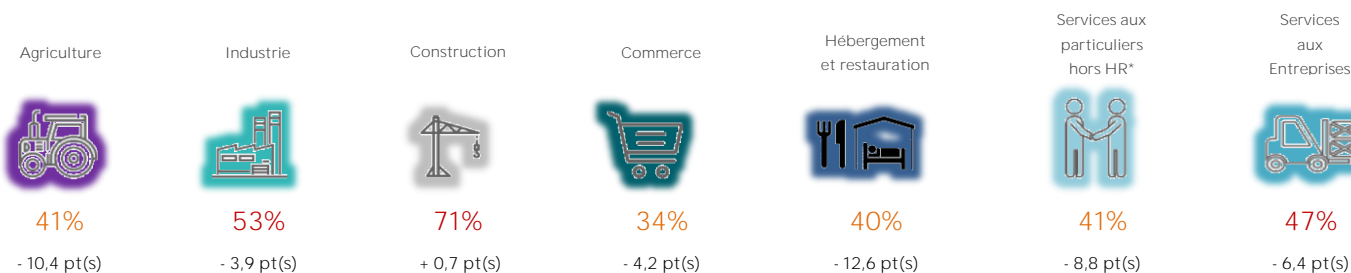 Agriculture
Industrie
Construction
Commerce
Hébergement
et restauration
Services aux
particuliers
hors HR*
Services
aux
Entreprises
41%
53%
71%
34%
40%
41%
47%
- 10,4 pt(s)
- 3,9 pt(s)
+ 0,7 pt(s)
- 4,2 pt(s)
- 12,6 pt(s)
- 8,8 pt(s)
- 6,4 pt(s)